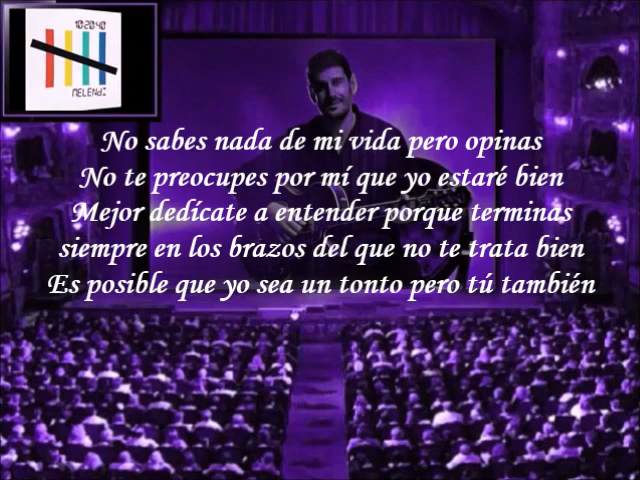 10:20:40
MELENDI
No sabes nada de mi vida pero opinas
No te preocupes por mí que yo estaré bien
Mejor dedícate a entender porque terminas
siempre en los brazos del que no te trata bien
Es posible que yo sea un tonto pero tú también